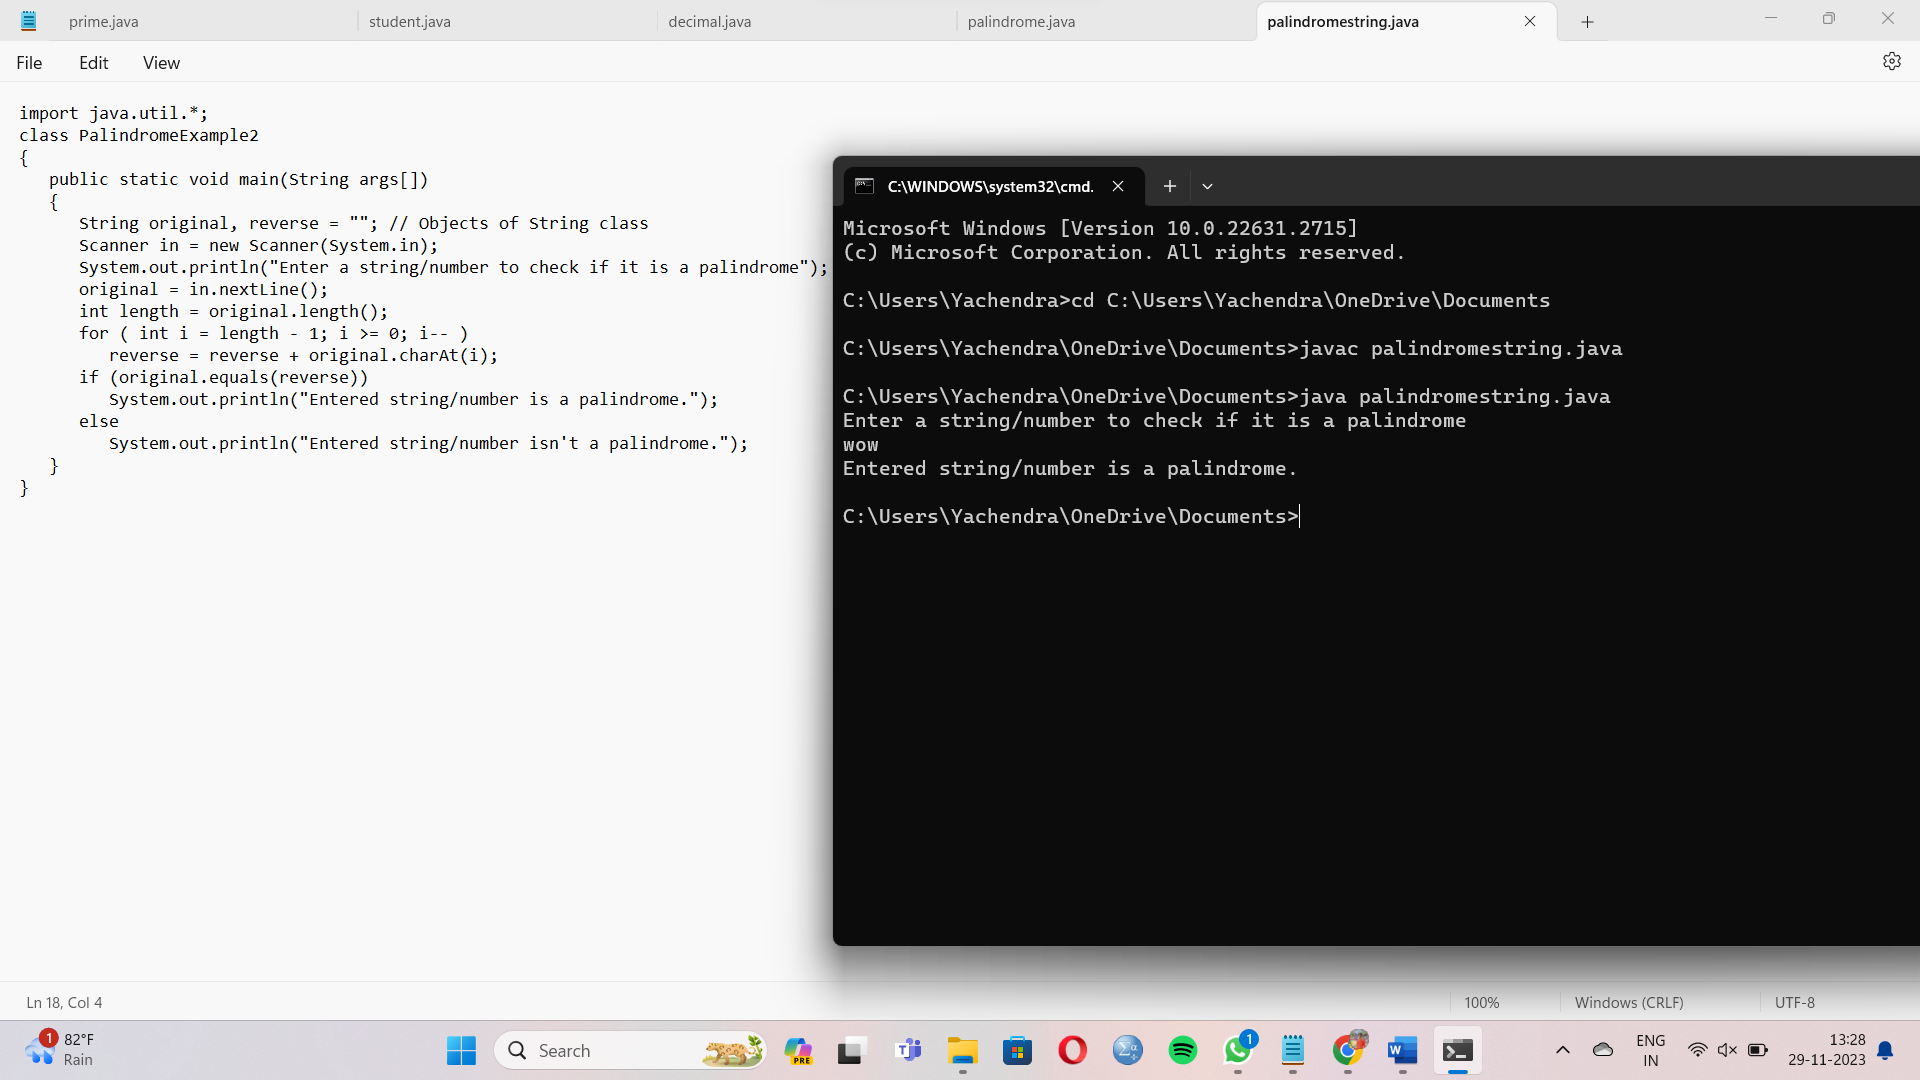 prime.java
student.java
decimal.java
palindrome.java
palindromestring.java
File Edit View
import java.util.*;
class PalindromeExample2
{
   public static void main(String args[])
   {
      String original, reverse = ""; // Objects of String class
      Scanner in = new Scanner(System.in);
      System.out.println("Enter a string/number to check if it is a palindrome");
      original = in.nextLine();
      int length = original.length();
      for ( int i = length - 1; i >= 0; i-- )
         reverse = reverse + original.charAt(i);
      if (original.equals(reverse))
         System.out.println("Entered string/number is a palindrome.");
      else
         System.out.println("Entered string/number isn't a palindrome.");
   }
}
C:\WINDOWS\system32\cmd.
Microsoft Windows [Version 10.0.22631.2715]
(c) Microsoft Corporation. All rights reserved.
C:\Users\Yachendra>cd C:\Users\Yachendra\OneDrive\Documents
C:\Users\Yachendra\OneDrive\Documents>javac palindromestring.java
C:\Users\Yachendra\OneDrive\Documents>java palindromestring.java
Enter a string/number to check if it is a palindrome
wow
Entered string/number is a palindrome.
C:\Users\Yachendra\OneDrive\Documents>
Ln 18, Col 4
100%
Windows (CRLF)
UTF-8
1
82°F
Rain
Search
PRE
1
ENG
IN
13:28
29-11-2023